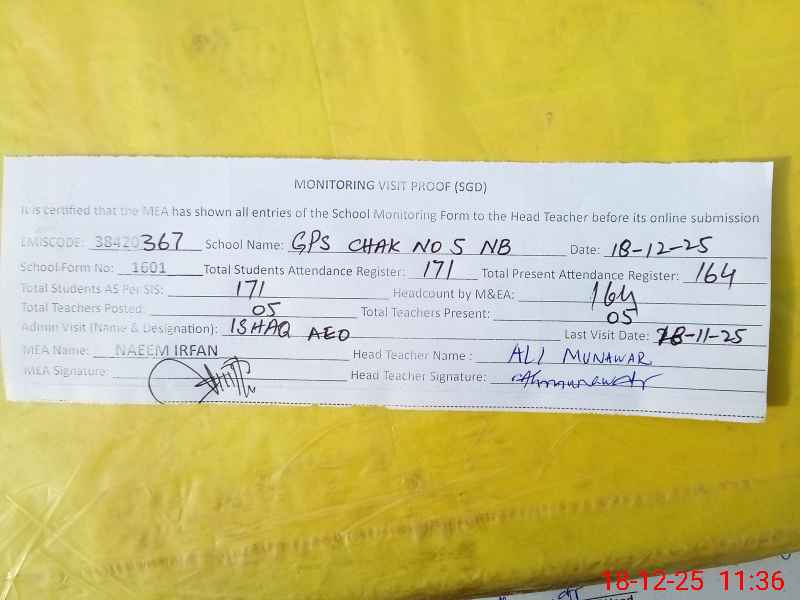 MONITORING VISIT PROOF (SGD)
It is certified that the MEA has shown all entries of the School Monitoring Form to the Head Teacher before its online submission
EMISCODE: 38420367 School Name: GPS CHAK NO 5 NB Date: 18-12-25
School Form No: 1601 Total Students Attendance Register: 171 Total Present Attendance Register: 164
Total Students AS Per SIS: 171 Headcount by M&EA: 164
Total Teachers Posted: 05 Total Teachers Present: 05
Admin Visit (Name & Designation): ISHAQ AEO Last Visit Date: 18-11-25
MEA Name: NAEEM IRFAN Head Teacher Name : ALI MUNAWAR
MEA Signature: Head Teacher Signature:
18-12-25 11:36